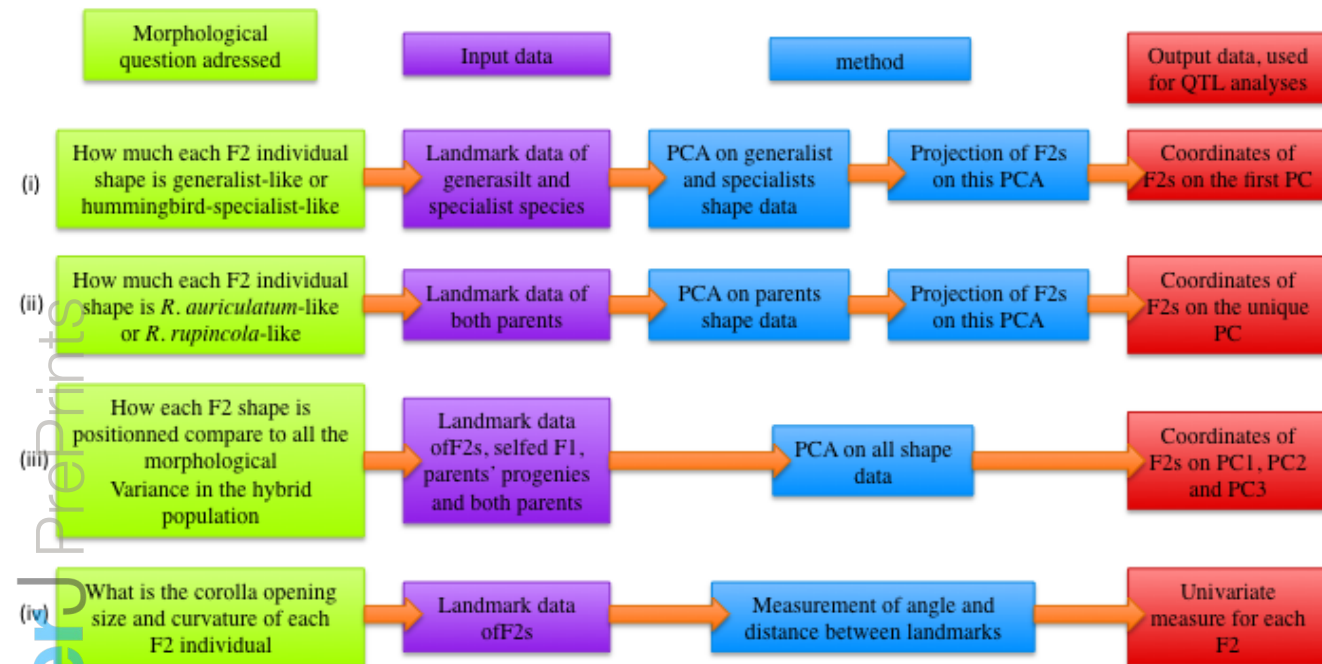 Morphological
question adressed
Input data
method
Output data, used
for QTL analyses
(i)
How much each F2 individual
shape is generalist-like or
hummingbird-specialist-like
Landmark data of
generasilt and
specialist species
PCA on generalist
and specialists
shape data
Projection of F2s
on this PCA
Coordinates of
F2s on the first PC
(ii)
How much each F2 individual
shape is R. auriculatum-like
or R. rupincola-like
Landmark data of
both parents
PCA on parents
shape data
Projection of F2s
on this PCA
Coordinates of
F2s on the unique
PC
(iii)
How each F2 shape is
positionned compare to all the
morphological
Variance in the hybrid
population
Landmark data
ofF2s, selfed F1,
parents’ progenies
and both parents
PCA on all shape
data
Coordinates of
F2s on PC1, PC2
and PC3
(iv)
What is the corolla opening
size and curvature of each
F2 individual
Landmark data
ofF2s
Measurement of angle and
distance between landmarks
Univariate
measure for each
F2
erJ PrePrints